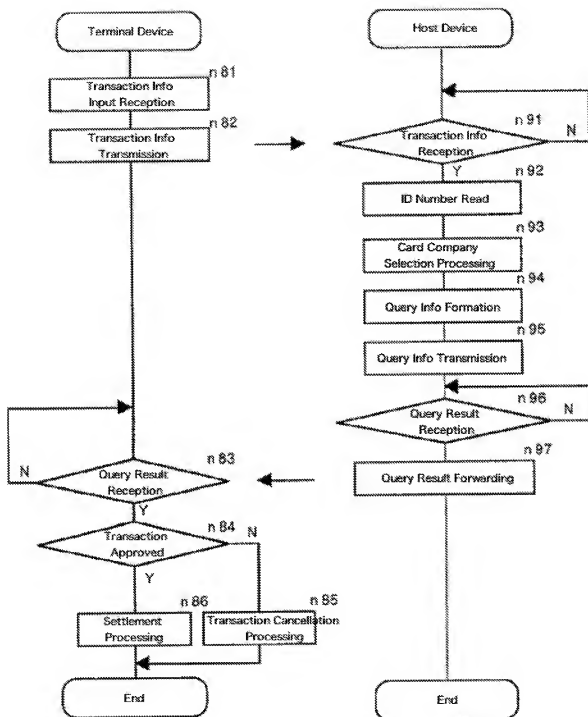 Terminal Device
n 81
Transaction Info
Input Reception
n 82
Transaction Info
Transmission
N
n 83
Query Result
Reception
Y
n 84
N
Transaction
Approved
Y
n 86
Settlement
Processing
n 85
Transaction Cancellation
Processing
End
Host Device
n 91
Transaction Info
Reception
N
Y
n 92
ID Number Read
n 93
Card Company
Selection Processing
n 94
Query Info Formation
n 95
Query Info Transmission
n 96
Query Result
Reception
N
n 97
Query Result Forwarding
End